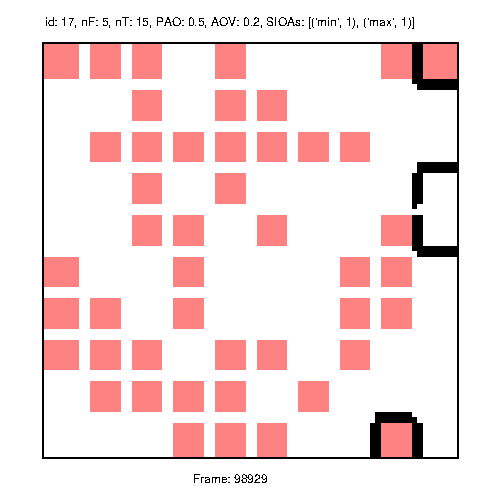 id: 17, nF: 5, nT: 15, PAO: 0.5, AOV: 0.2, SIOAs: [('min', 1), ('max', 1)]
Frame: 98929